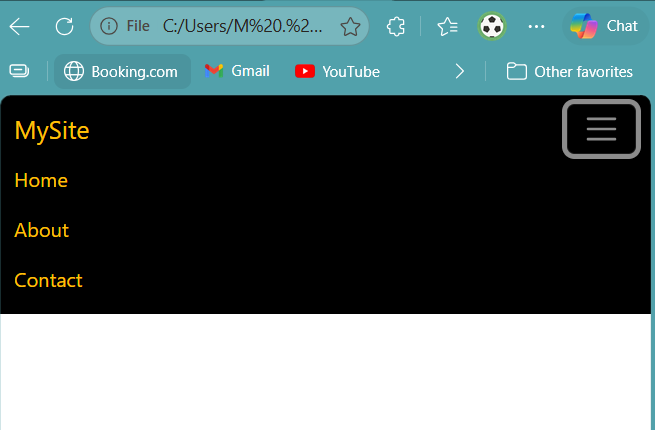 File C:/Users/M%20.%2... Chat
Booking.com Gmail YouTube Other favorites
MySite
Home
About
Contact